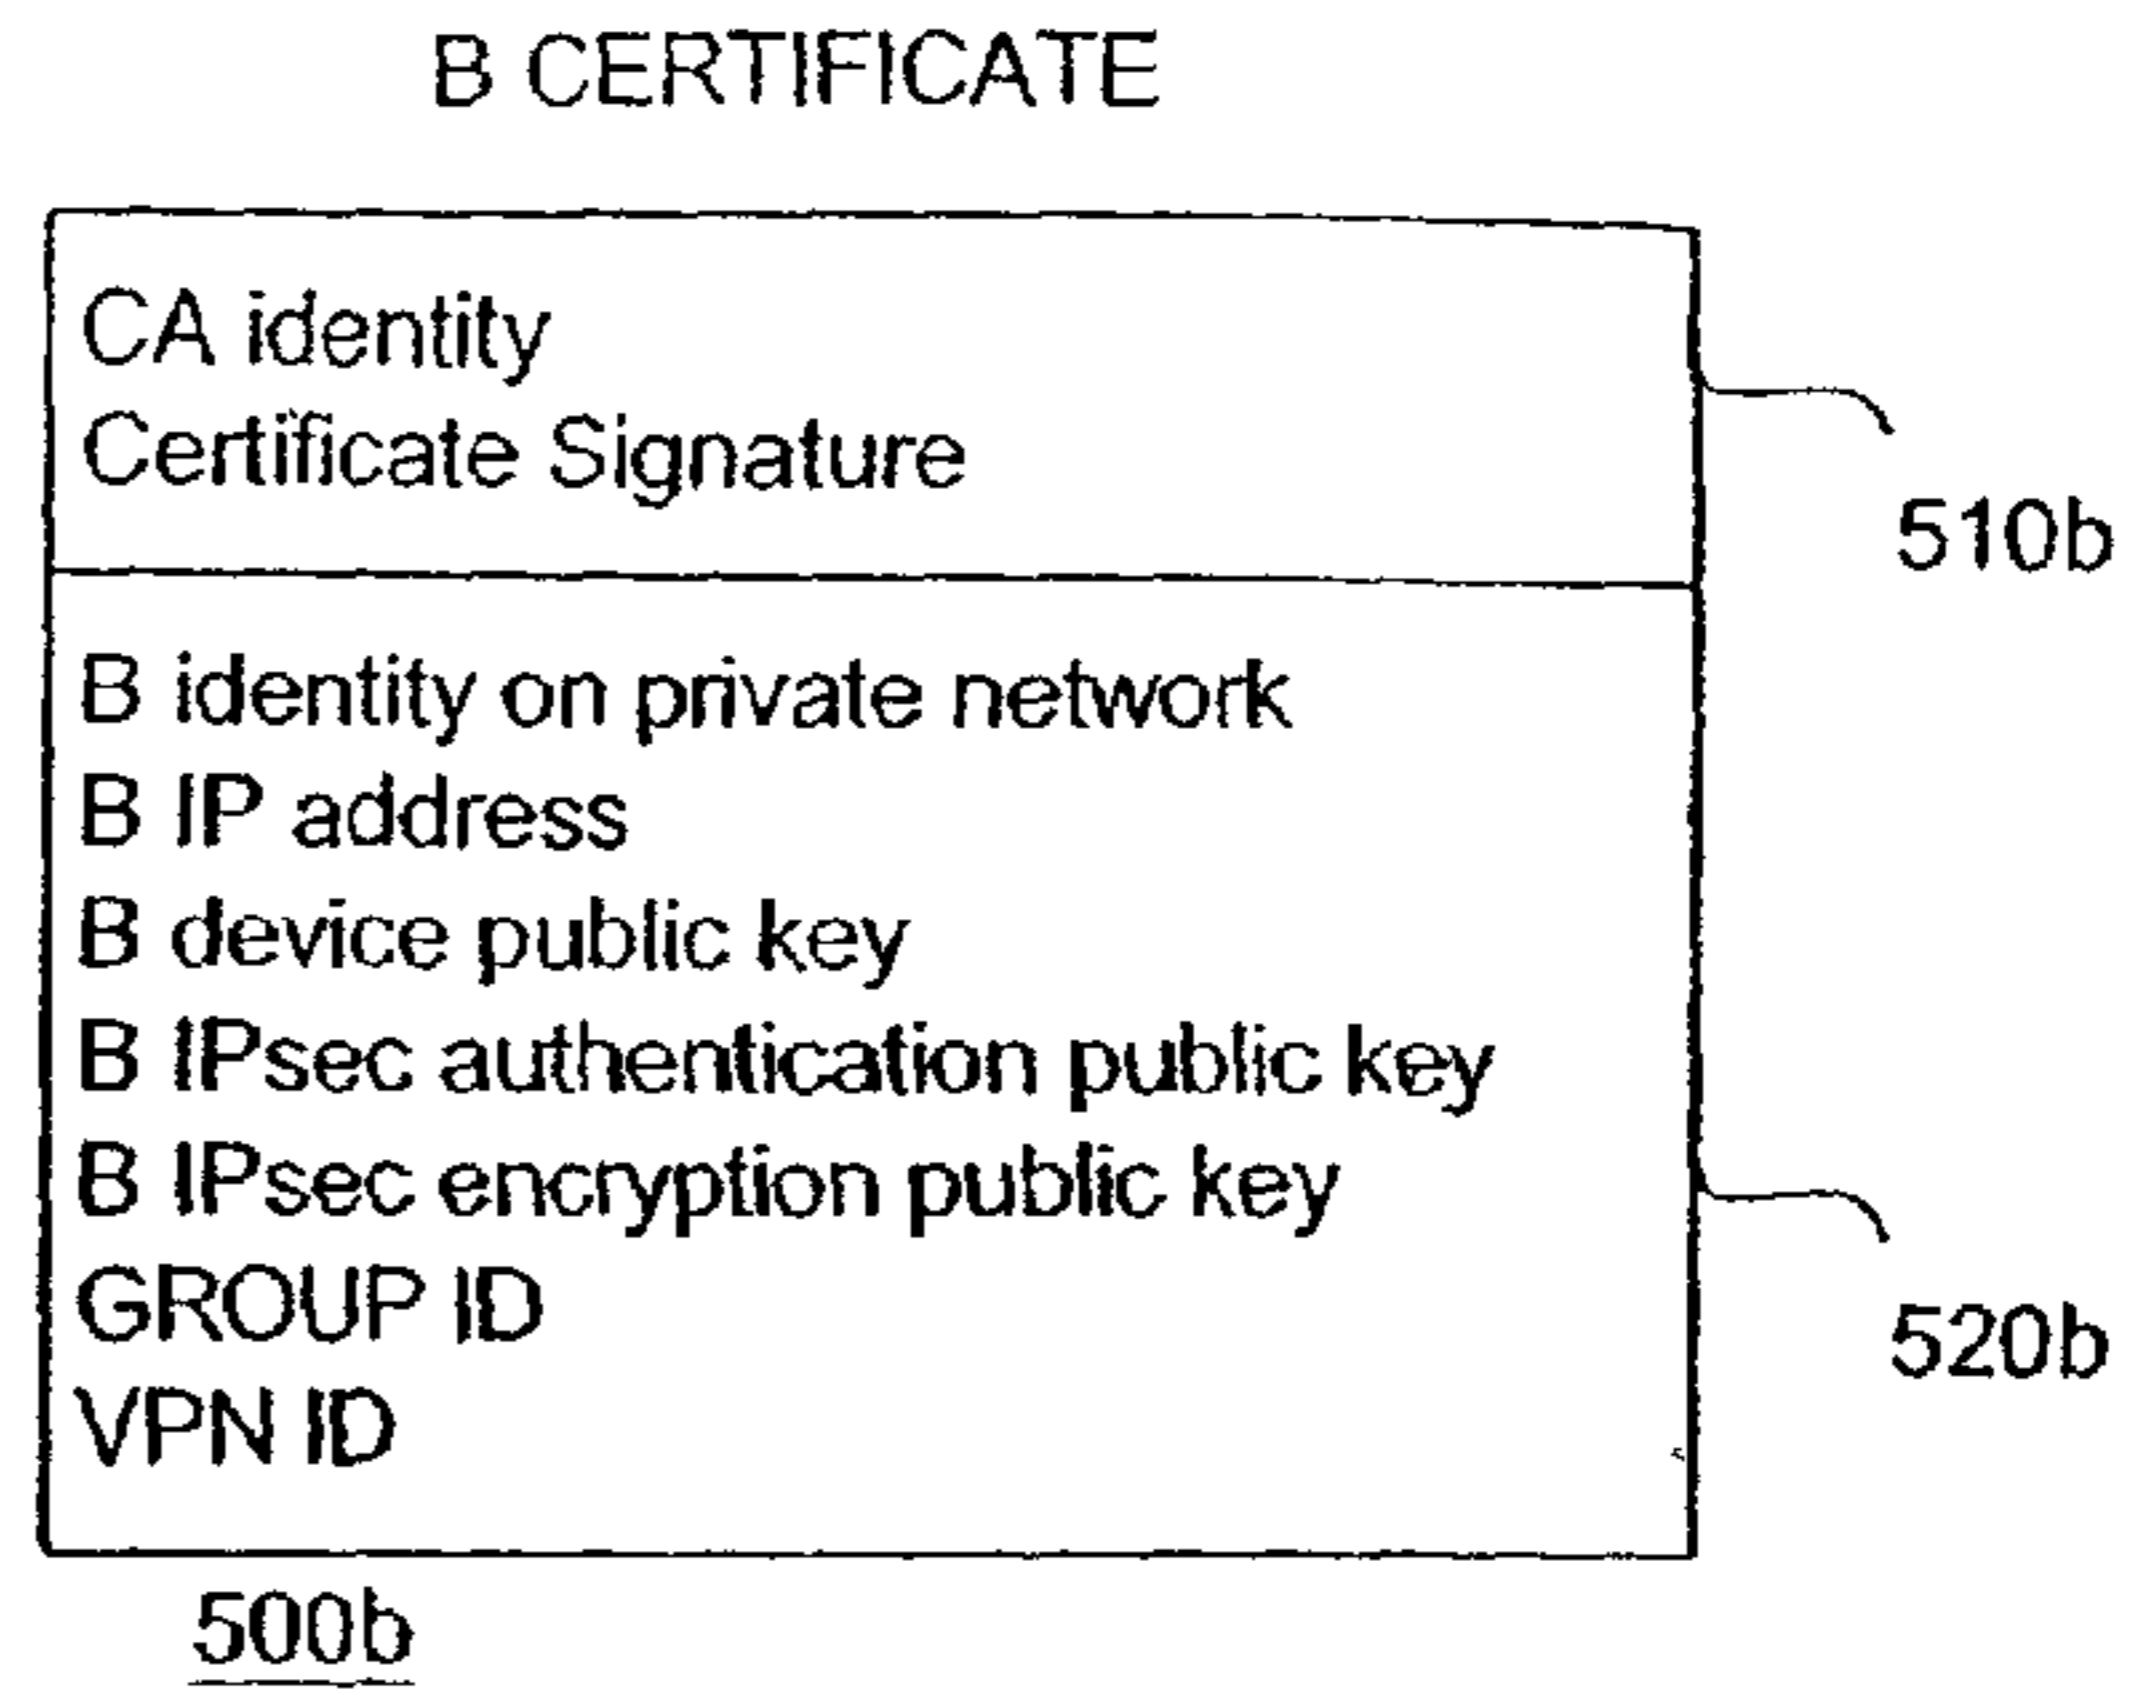 B CERTIFICATE
CA identity
Certificate Signature
510b
B identity on private network
B IP address
B device public key
B IPsec authentication public key
B IPsec encryption public key
GROUP ID
520b
VPN ID
500b